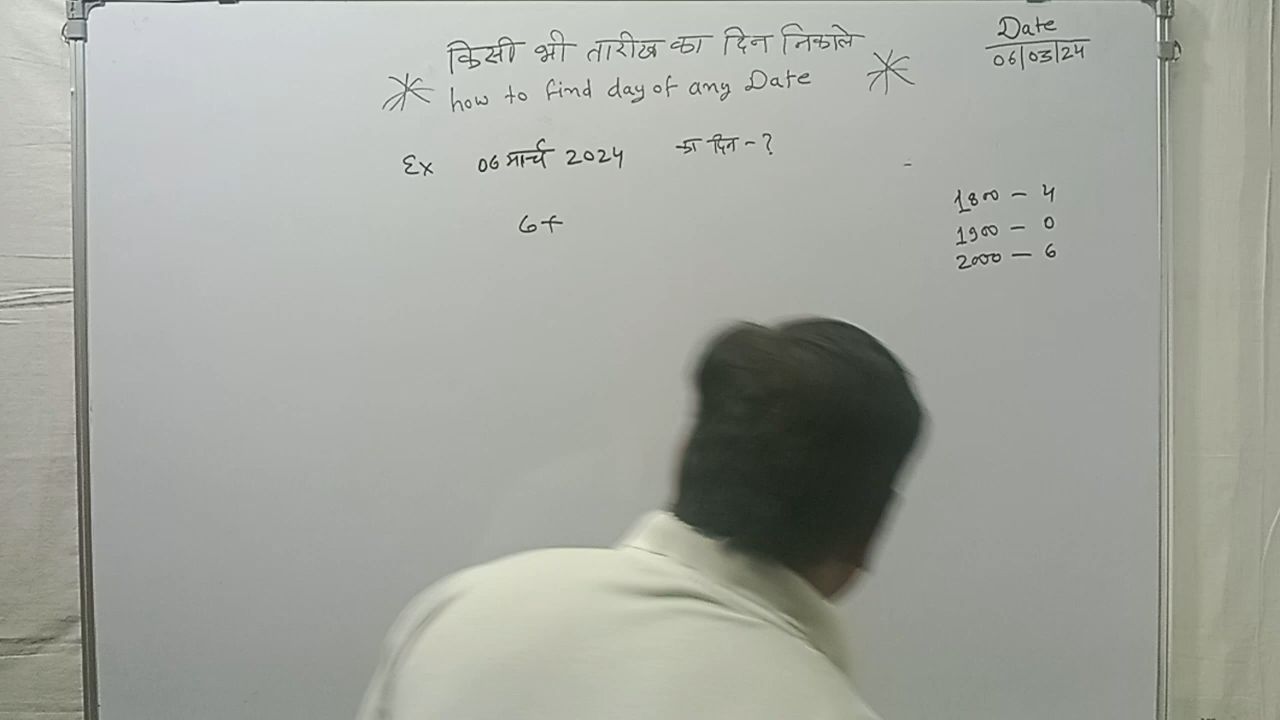 किसी भी तारीख का दिन निकाले
how to find day of any Date
Date
06/03/24
Ex 06 मार्च 2024 का दिन - ?
6+
1800 - 4
1900 - 0
2000 - 6